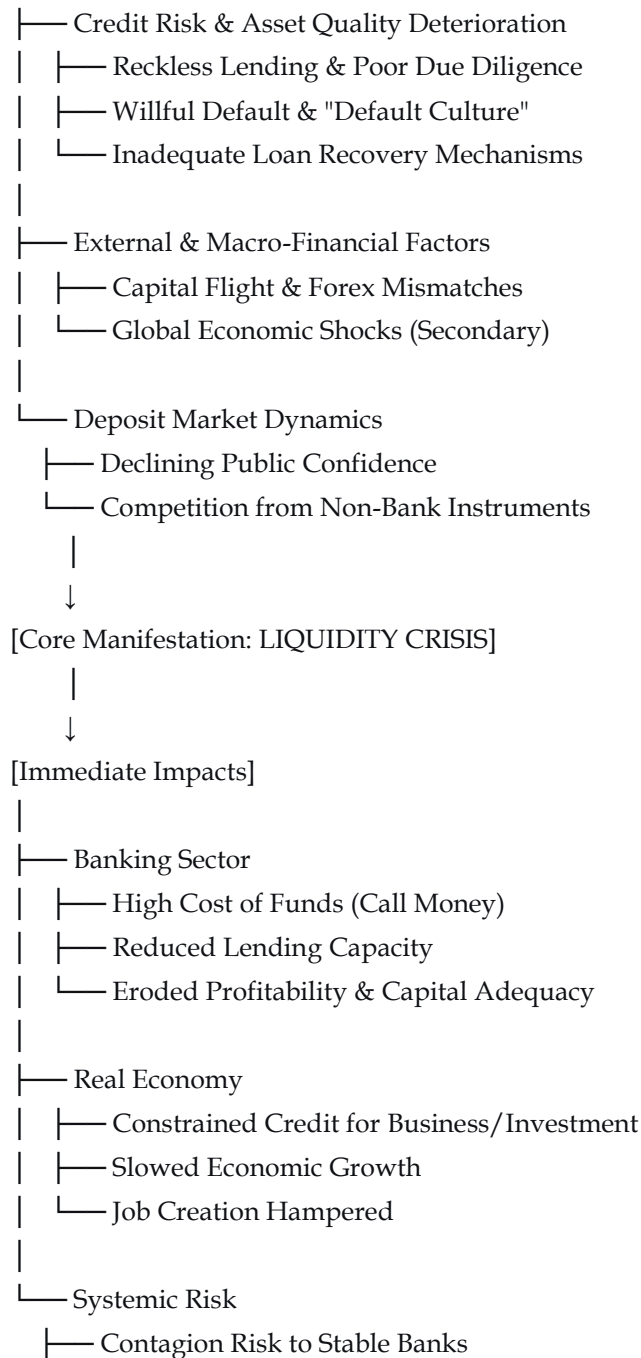 ├── Credit Risk & Asset Quality Deterioration
│   ├── Reckless Lending & Poor Due Diligence
│   ├── Willful Default & "Default Culture"
│   └── Inadequate Loan Recovery Mechanisms
│
├── External & Macro-Financial Factors
│   ├── Capital Flight & Forex Mismatches
│   └── Global Economic Shocks (Secondary)
│
└── Deposit Market Dynamics
    ├── Declining Public Confidence
    └── Competition from Non-Bank Instruments
      │
      ↓
[Core Manifestation: LIQUIDITY CRISIS]
      │
      ↓
[Immediate Impacts]
│
├── Banking Sector
│   ├── High Cost of Funds (Call Money)
│   ├── Reduced Lending Capacity
│   └── Eroded Profitability & Capital Adequacy
│
├── Real Economy
│   ├── Constrained Credit for Business/Investment
│   ├── Slowed Economic Growth
│   └── Job Creation Hampered
│
└── Systemic Risk
    ├── Contagion Risk to Stable Banks